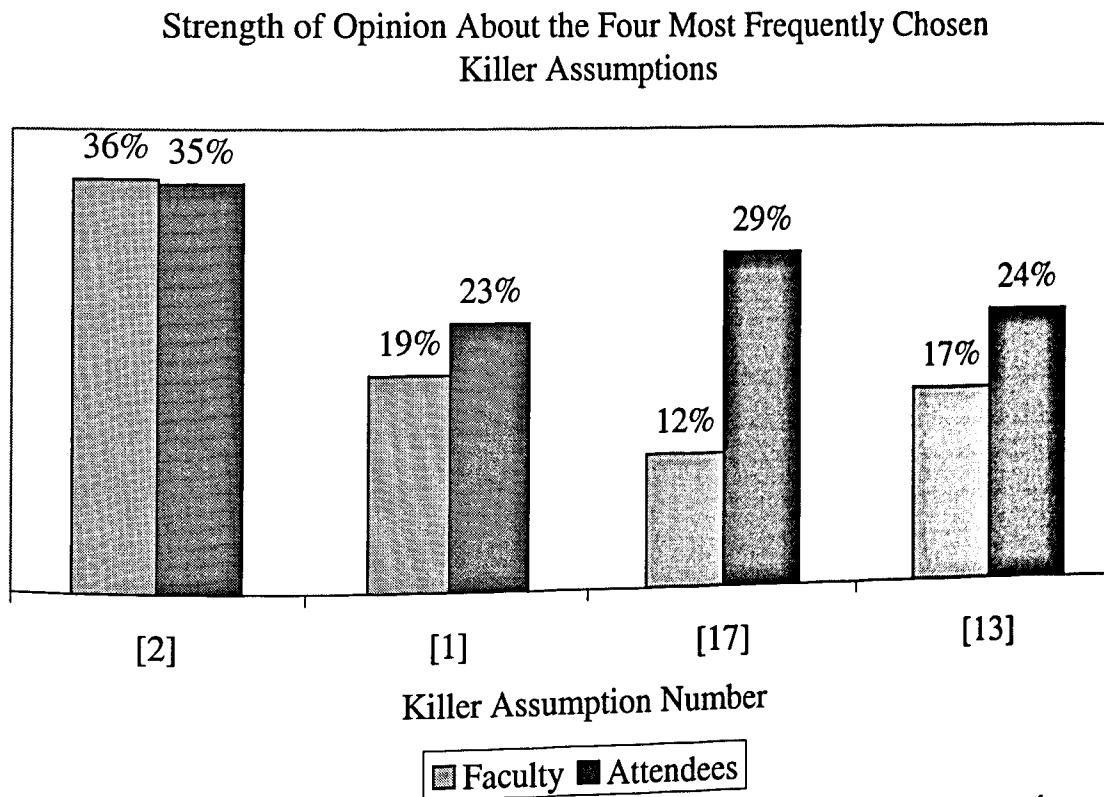 Strength of Opinion About the Four Most Frequently Chosen
Killer Assumptions
36% 35%
19% 23%
12% 29%
17% 24%
[2] [1] [17] [13]
Killer Assumption Number
Faculty Attendees